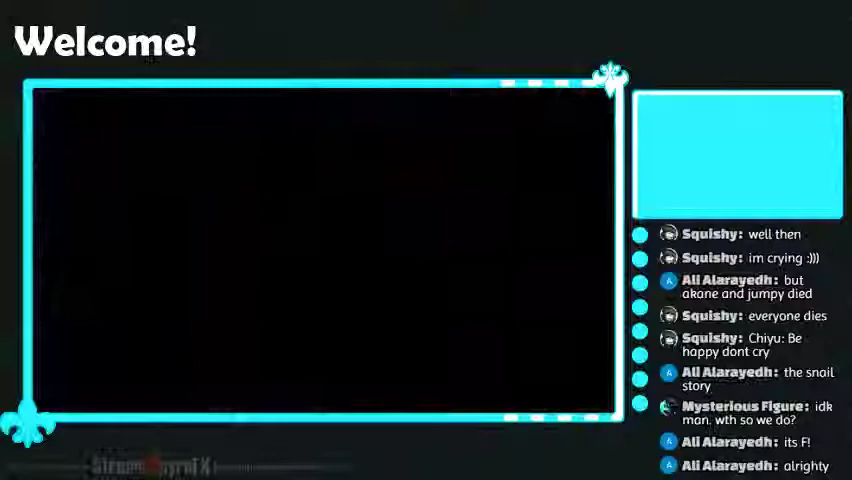 Welcome!
Squishy: well then
Squishy: im crying :)))
Ali Alarayedh: but
akane and jumpy died
Squishy: everyone dies
Squishy: Chiyu: Be
happy dont cry
Ali Alarayedh: the snail
story
Mysterious Figure: idk
man. wth so we do?
Ali Alarayedh: its F!
Ali Alarayedh: alrighty